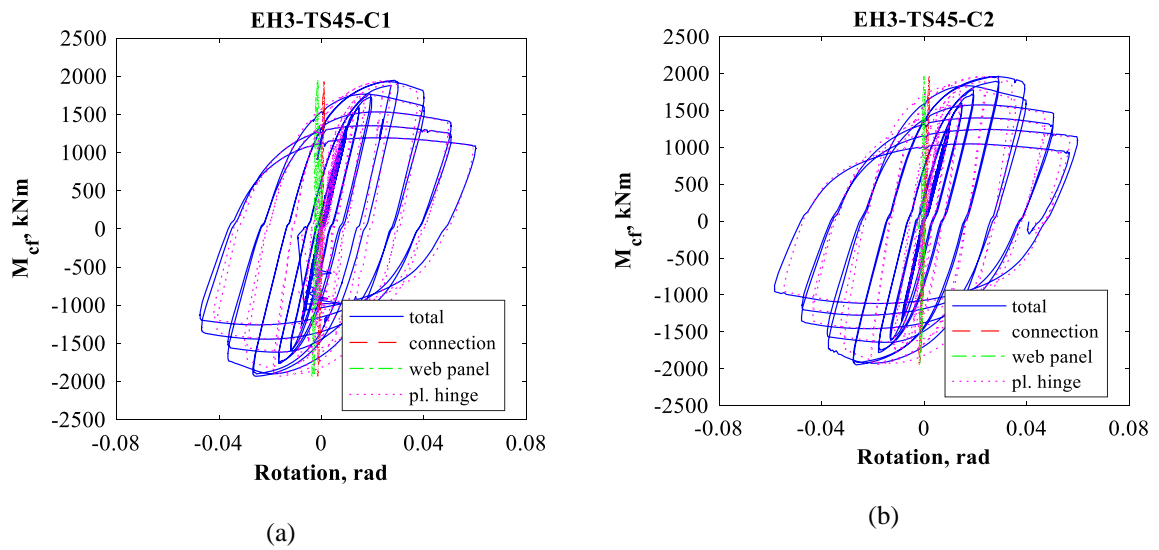 EH3-TS45-C1
2500
2000
1500
1000
500
0
-500
-1000
-1500
-2000
-2500
M_cf, kNm
-0.08
-0.04
0
0.04
0.08
Rotation, rad
total
connection
web panel
pl. hinge
(a)
EH3-TS45-C2
2500
2000
1500
1000
500
0
-500
-1000
-1500
-2000
-2500
M_cf, kNm
-0.08
-0.04
0
0.04
0.08
Rotation, rad
total
connection
web panel
pl. hinge
(b)